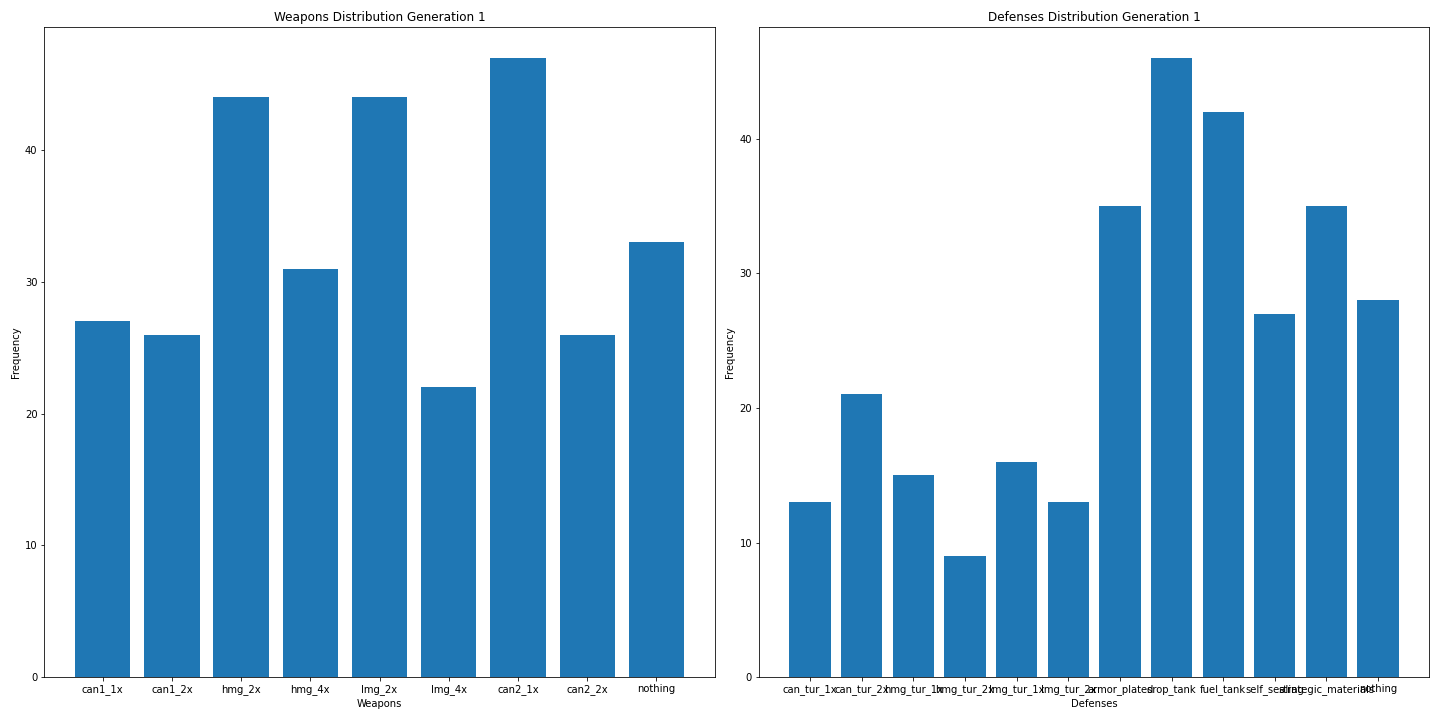 Weapons Distribution Generation 1
Frequency
40
30
20
10
0
can1_1x can1_2x hmg_2x hmg_4x lmg_2x lmg_4x can2_1x can2_2x nothing
Weapons
Defenses Distribution Generation 1
Frequency
40
30
20
10
0
can_tur_1x can_tur_2x hmg_tur_1x hmg_tur_2x lmg_tur_1x lmg_tur_2x armor_plated drop_tank fuel_tank self_sealing strategic_materials nothing
Defenses